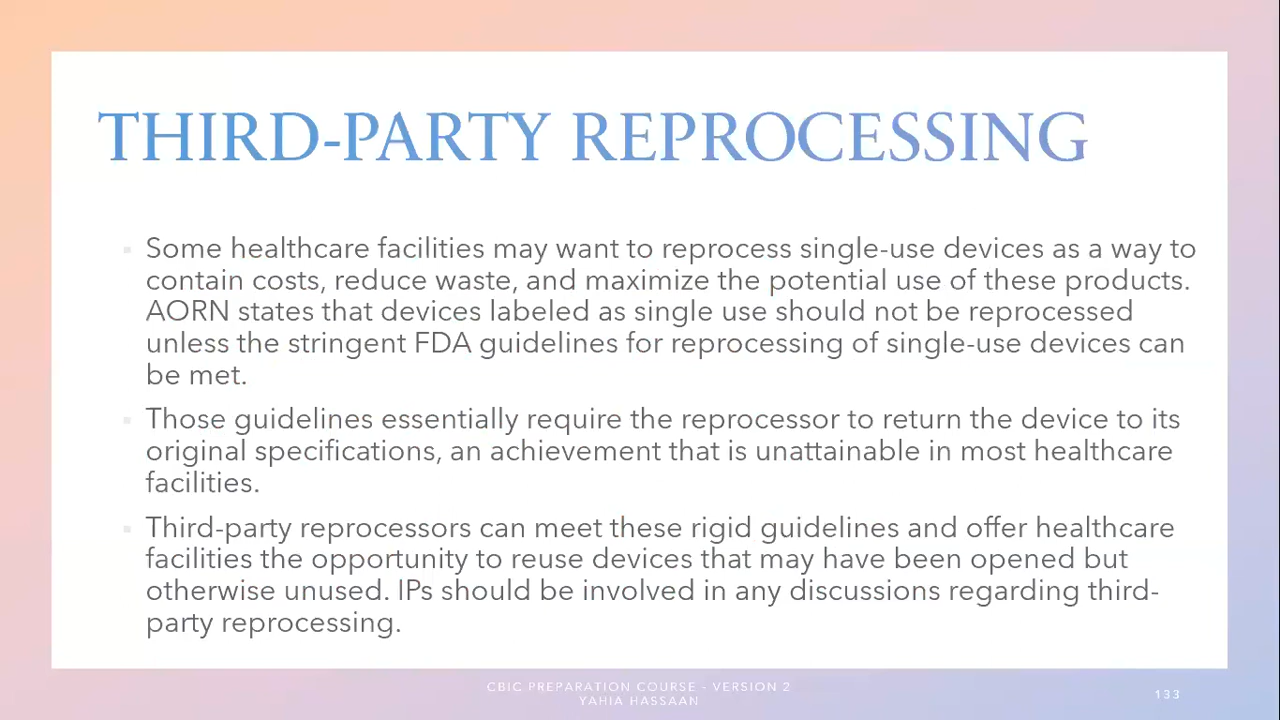 THIRD-PARTY REPROCESSING
Some healthcare facilities may want to reprocess single-use devices as a way to
contain costs, reduce waste, and maximize the potential use of these products.
AORN states that devices labeled as single use should not be reprocessed
unless the stringent FDA guidelines for reprocessing of single-use devices can
be met.
Those guidelines essentially require the reprocessor to return the device to its
original specifications, an achievement that is unattainable in most healthcare
facilities.
Third-party reprocessors can meet these rigid guidelines and offer healthcare
facilities the opportunity to reuse devices that may have been opened but
otherwise unused. IPs should be involved in any discussions regarding third-
party reprocessing.
CBIC PREPARATION COURSE - VERSION 2
YAHIA HASSAAN
133